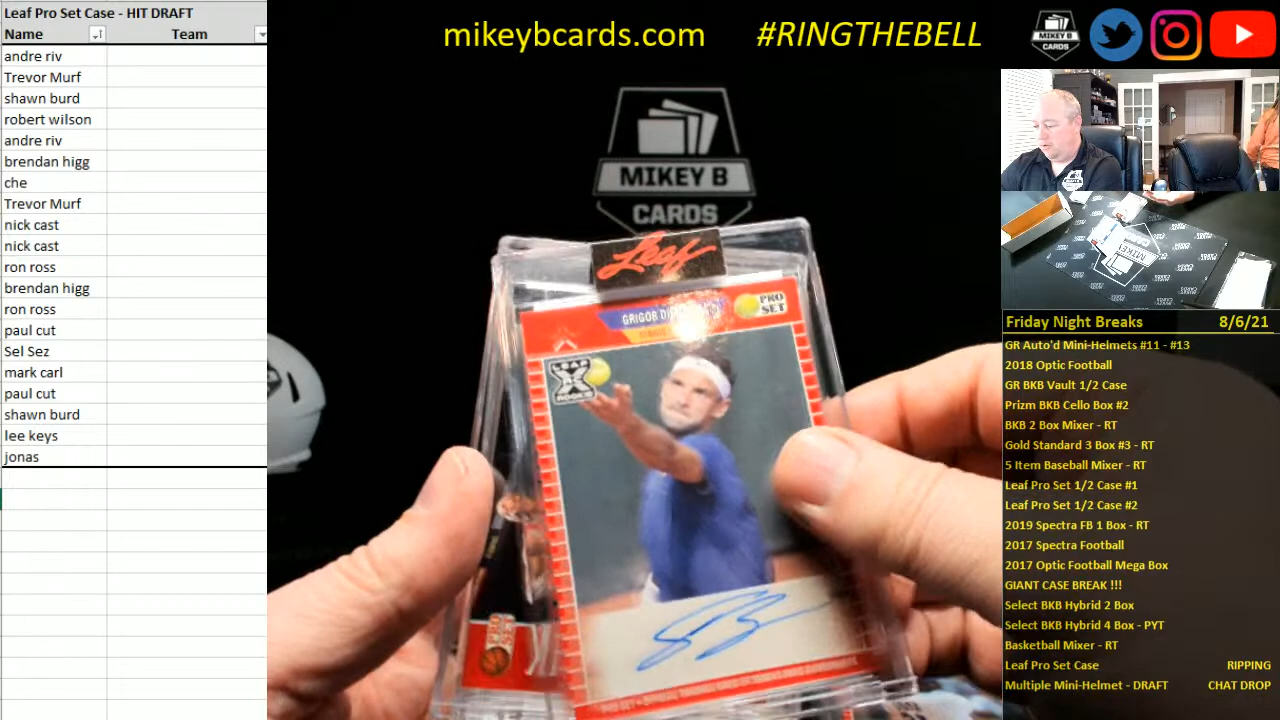 Leaf Pro Set Case - HIT DRAFT
Name Team
andre riv
Trevor Murf
shawn burd
robert wilson
andre riv
brendan higg
che
Trevor Murf
nick cast
nick cast
ron ross
brendan higg
ron ross
paul cut
Sel Sez
mark carl
paul cut
shawn burd
lee keys
jonas
mikeybcards.com #RINGTHEBELL
MIKEY B
CARDS
MIKEY B
CARDS
Leaf
GRIGOR
PRO
SET
LEAF
X
ROOKIE
Friday Night Breaks 8/6/21
GR Auto'd Mini-Helmets #11 - #13
2018 Optic Football
GR BKB Vault 1/2 Case
Prizm BKB Cello Box #2
BKB 2 Box Mixer - RT
Gold Standard 3 Box #3 - RT
5 Item Baseball Mixer - RT
Leaf Pro Set 1/2 Case #1
Leaf Pro Set 1/2 Case #2
2019 Spectra FB 1 Box - RT
2017 Spectra Football
2017 Optic Football Mega Box
GIANT CASE BREAK !!!
Select BKB Hybrid 2 Box
Select BKB Hybrid 4 Box - PYT
Basketball Mixer - RT
Leaf Pro Set Case RIPPING
Multiple Mini-Helmet - DRAFT CHAT DROP